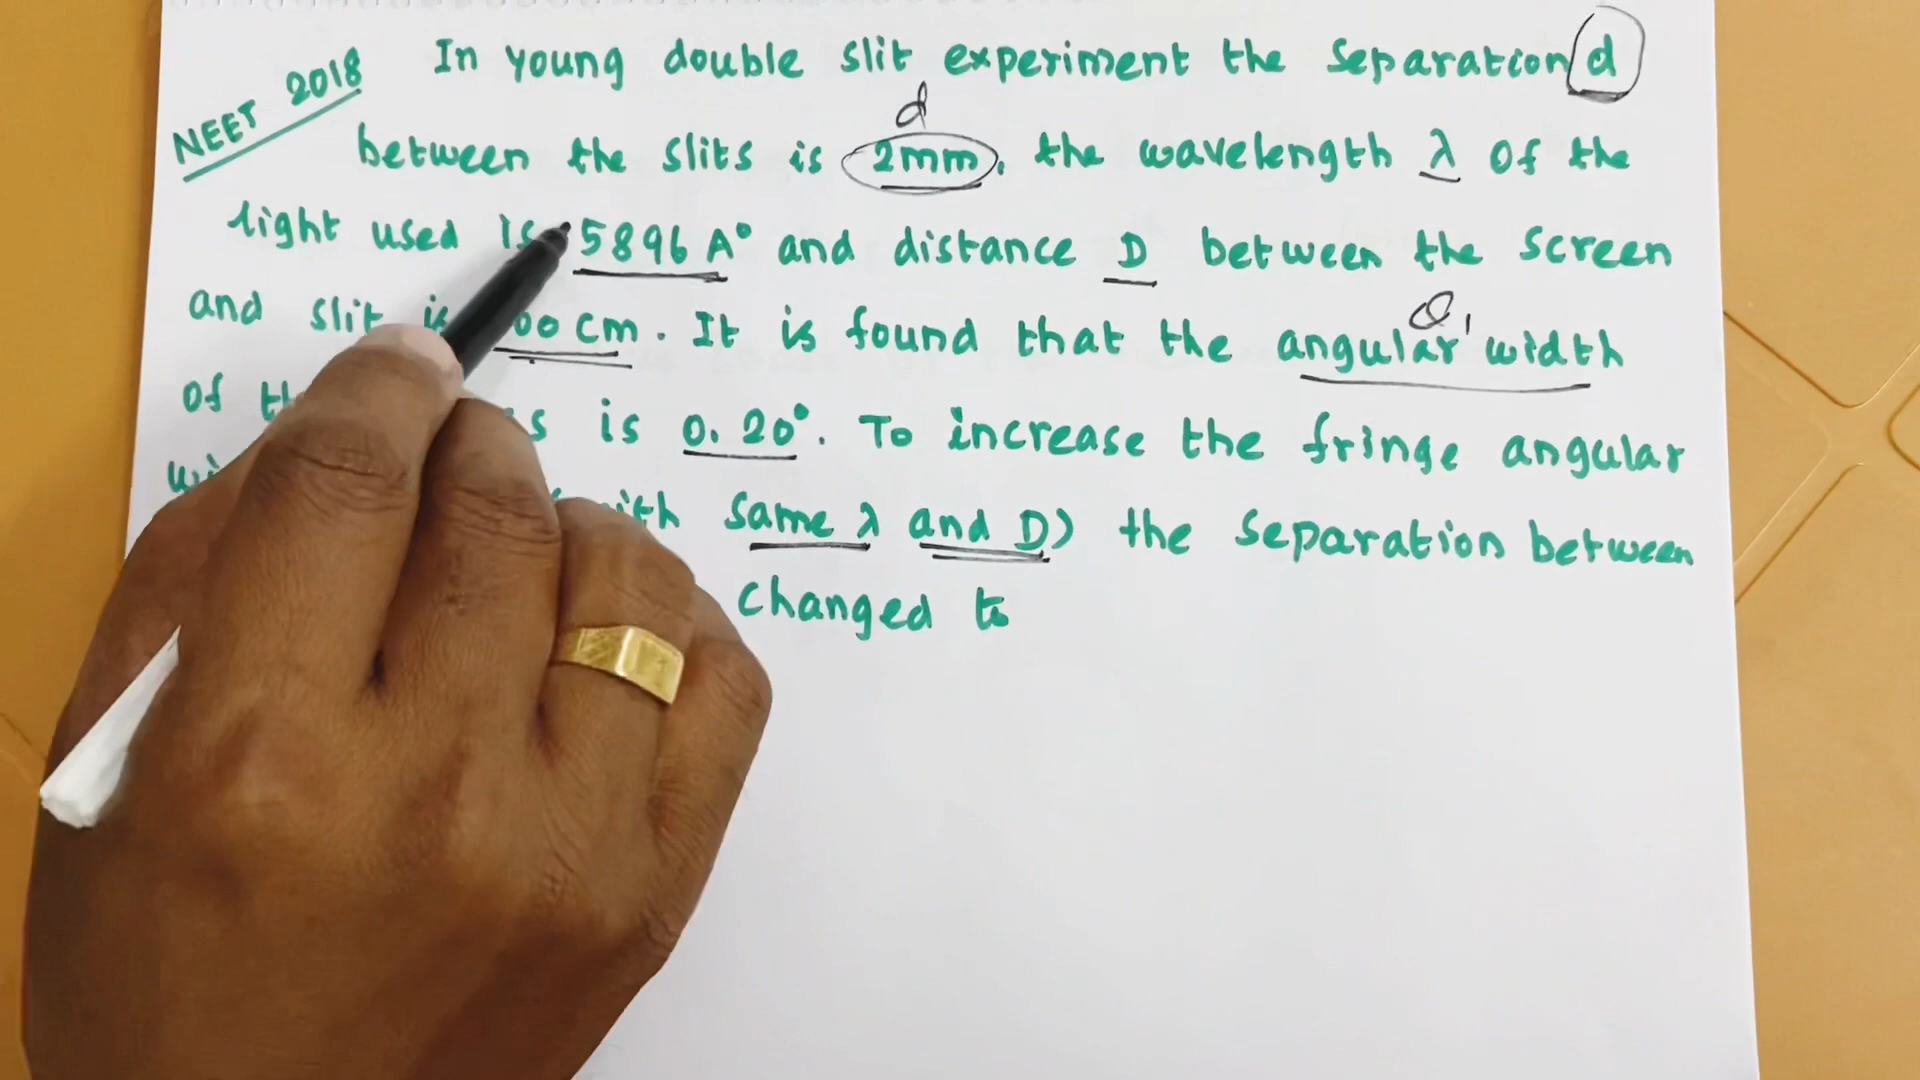 NEET 2018
In young double slit experiment the separation d
d
between the slits is 2mm, the wavelength λ of the
light used is 5896 A° and distance D between the screen
and slit is 00 cm. It is found that the angular width
θ1
of is 0.20°. To increase the fringe angular
same λ and D) the separation between
changed to